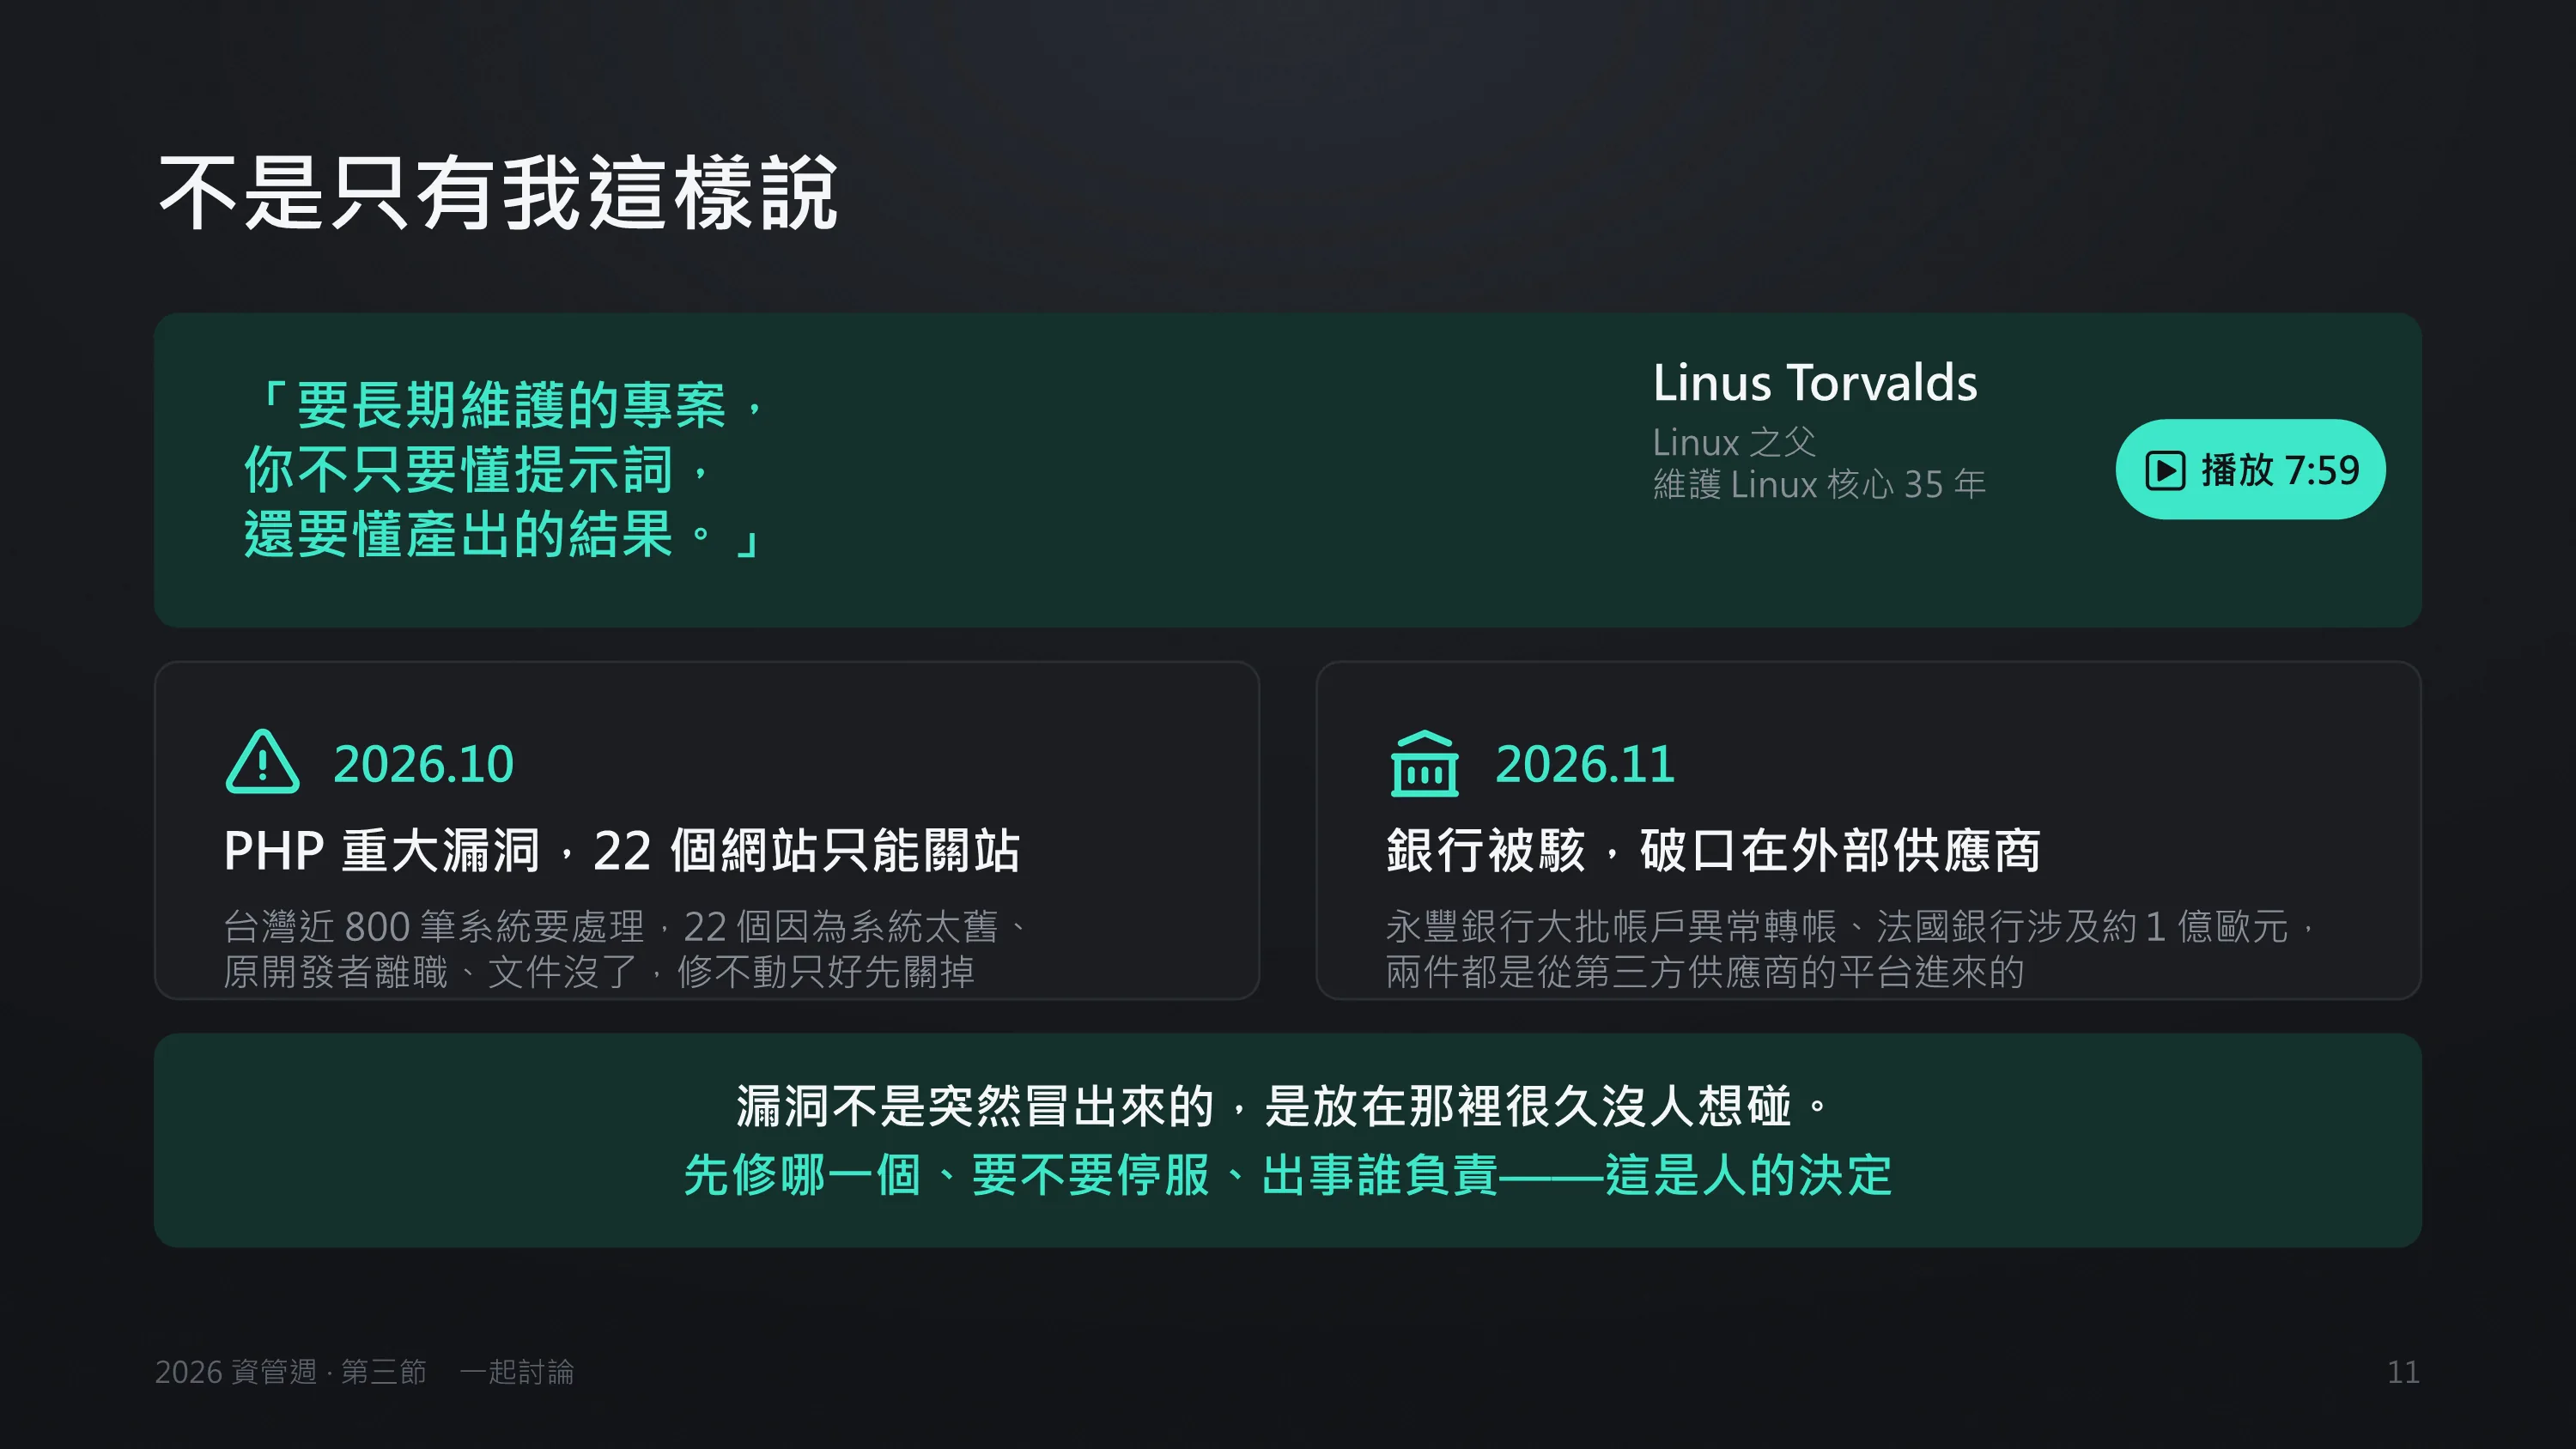 不是只有我這樣說
「要長期維護的專案，
你不只要懂提示詞，
還要懂產出的結果。」
Linus Torvalds
Linux 之父
維護 Linux 核心 35 年
播放 7:59
2026.10
PHP 重大漏洞，22 個網站只能關站
台灣近 800 筆系統要處理，22 個因為系統太舊、
原開發者離職、文件沒了，修不動只好先關掉
2026.11
銀行被駭，破口在外部供應商
永豐銀行大批帳戶異常轉帳、法國銀行涉及約 1 億歐元，
兩件都是從第三方供應商的平台進來的
漏洞不是突然冒出來的，是放在那裡很久沒人想碰。
先修哪一個、要不要停服、出事誰負責——這是人的決定
2026 資管週 · 第三節　一起討論
11